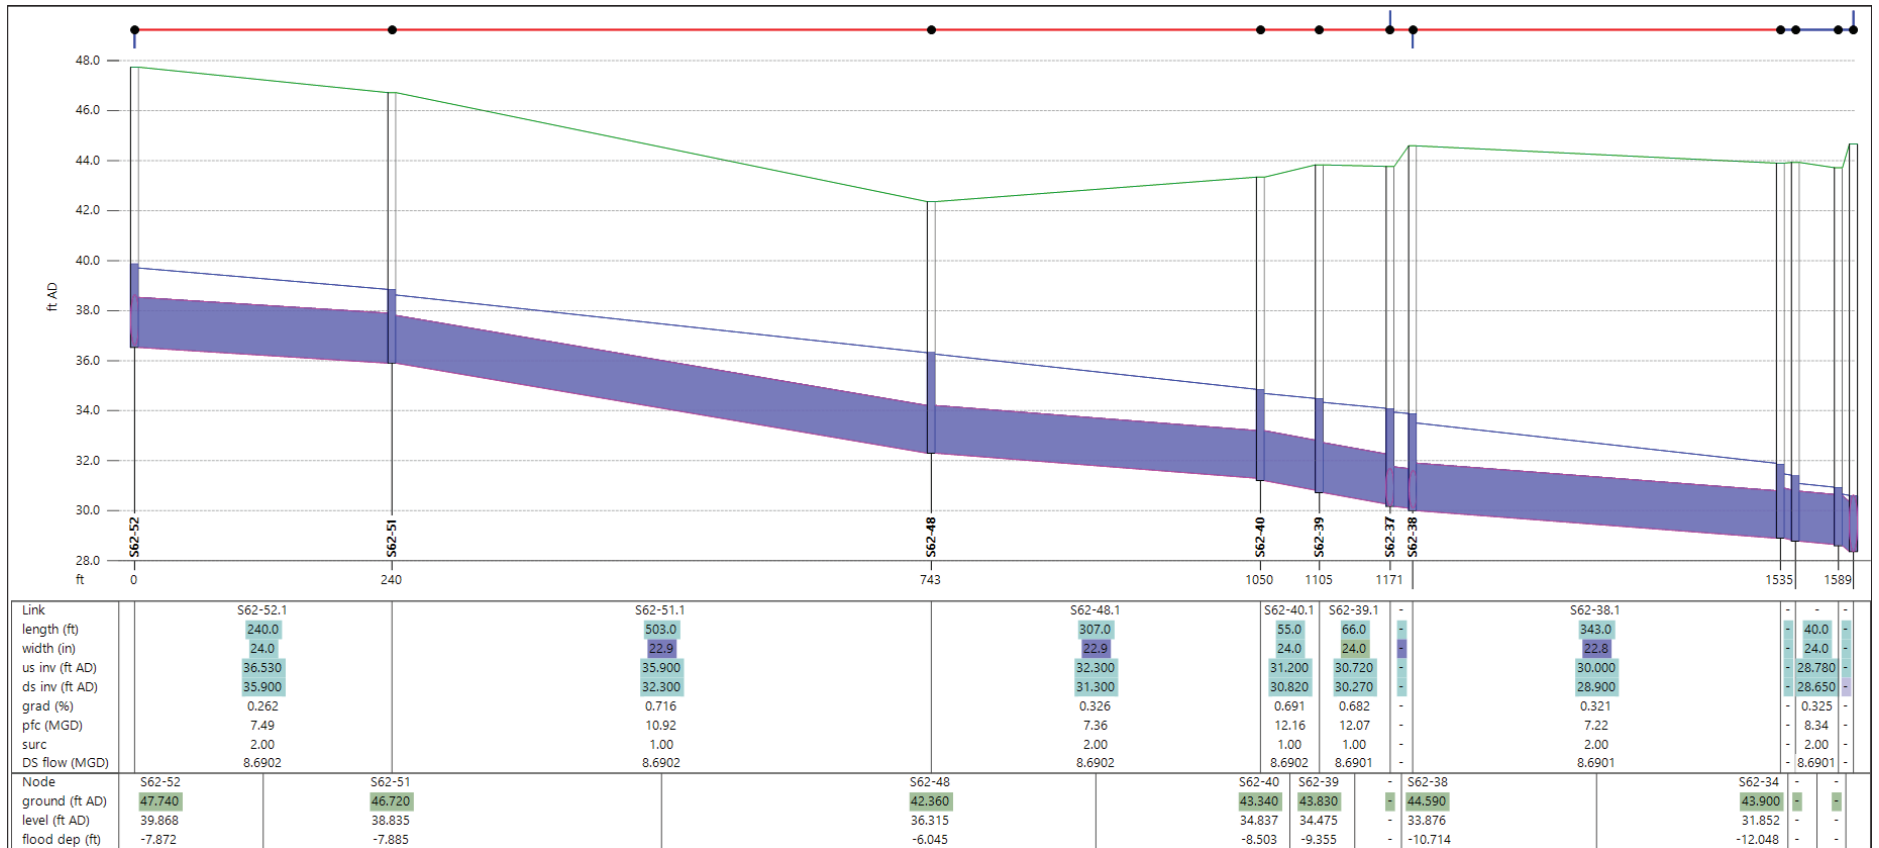 48.0
46.0
44.0
42.0
40.0
38.0
36.0
34.0
32.0
30.0
28.0
ft AD
S62-52 S62-51 S62-48 S62-40 S62-39 S62-37 S62-38
ft 0 240 743 1050 1105 1171 1535 1589
Link S62-52.1 S62-51.1 S62-48.1 S62-40.1 S62-39.1 - S62-38.1 - - -
length (ft) 240.0 503.0 307.0 55.0 66.0 - 343.0 - 40.0 -
width (in) 24.0 22.9 22.9 24.0 24.0 - 22.8 - 24.0 -
us inv (ft AD) 36.530 35.900 32.300 31.200 30.720 - 30.000 - 28.780 -
ds inv (ft AD) 35.900 32.300 31.300 30.820 30.270 - 28.900 - 28.650 -
grad (%) 0.262 0.716 0.326 0.691 0.682 - 0.321 - 0.325 -
pfc (MGD) 7.49 10.92 7.36 12.16 12.07 - 7.22 - 8.34 -
surc 2.00 1.00 2.00 1.00 1.00 - 2.00 - 2.00 -
DS flow (MGD) 8.6902 8.6902 8.6902 8.6902 8.6901 - 8.6901 - 8.6901 -
Node S62-52 S62-51 S62-48 S62-40 S62-39 - S62-38 S62-34 - -
ground (ft AD) 47.740 46.720 42.360 43.340 43.830 - 44.590 43.900 - -
level (ft AD) 39.868 38.835 36.315 34.837 34.475 - 33.876 31.852 - -
flood dep (ft) -7.872 -7.885 -6.045 -8.503 -9.355 - -10.714 -12.048 - -